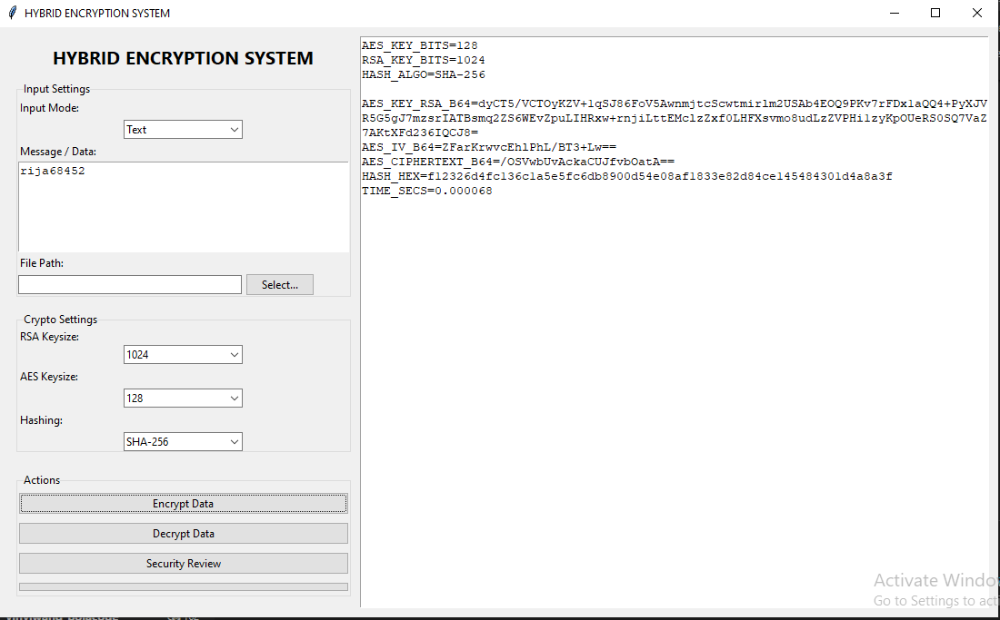 HYBRID ENCRYPTION SYSTEM
HYBRID ENCRYPTION SYSTEM
Input Settings
Input Mode:
Text
Message / Data:
rija68452
File Path:
Select...
Crypto Settings
RSA Keysize:
1024
AES Keysize:
128
Hashing:
SHA-256
Actions
Encrypt Data
Decrypt Data
Security Review
AES_KEY_BITS=128
RSA_KEY_BITS=1024
HASH_ALGO=SHA-256
AES_KEY_RSA_B64=dyCT5/VCTOyKZV+1qSJ86FoV5AwnmjtcScwtmirlm2USAb4EOQ9PKv7rFDx1aQQ4+PyXJV
R5G5gJ7mzsrIATBsmq2ZS6WEvZpuLIHRxw+rnjiLttEMclzZxf0LHFXsvmo8udLzZVPHilzyKpOUeRS0SQ7VaZ
7AKtXFd236IQCJ8=
AES_IV_B64=ZFarKrwvcEhlPhL/BT3+Lw==
AES_CIPHERTEXT_B64=/OSVwbUvAckaCUJfvbOatA==
HASH_HEX=f12326d4fc136c1a5e5fc6db8900d54e08af1833e82d84ce145484301d4a8a3f
TIME_SECS=0.000068
Activate Windo
Go to Settings to act